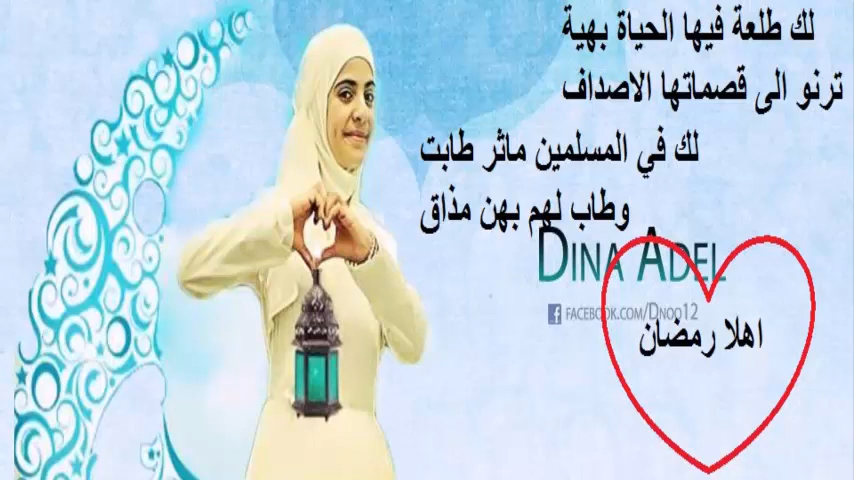 لك طلعة فيها الحياة بهية
ترنو الى قصماتها الاصداف
لك في المسلمين ماثر طابت
وطاب لهم بهن مذاق
DINA ADEL
FACEBOOK.COM/DNOO12
اهلا رمضان